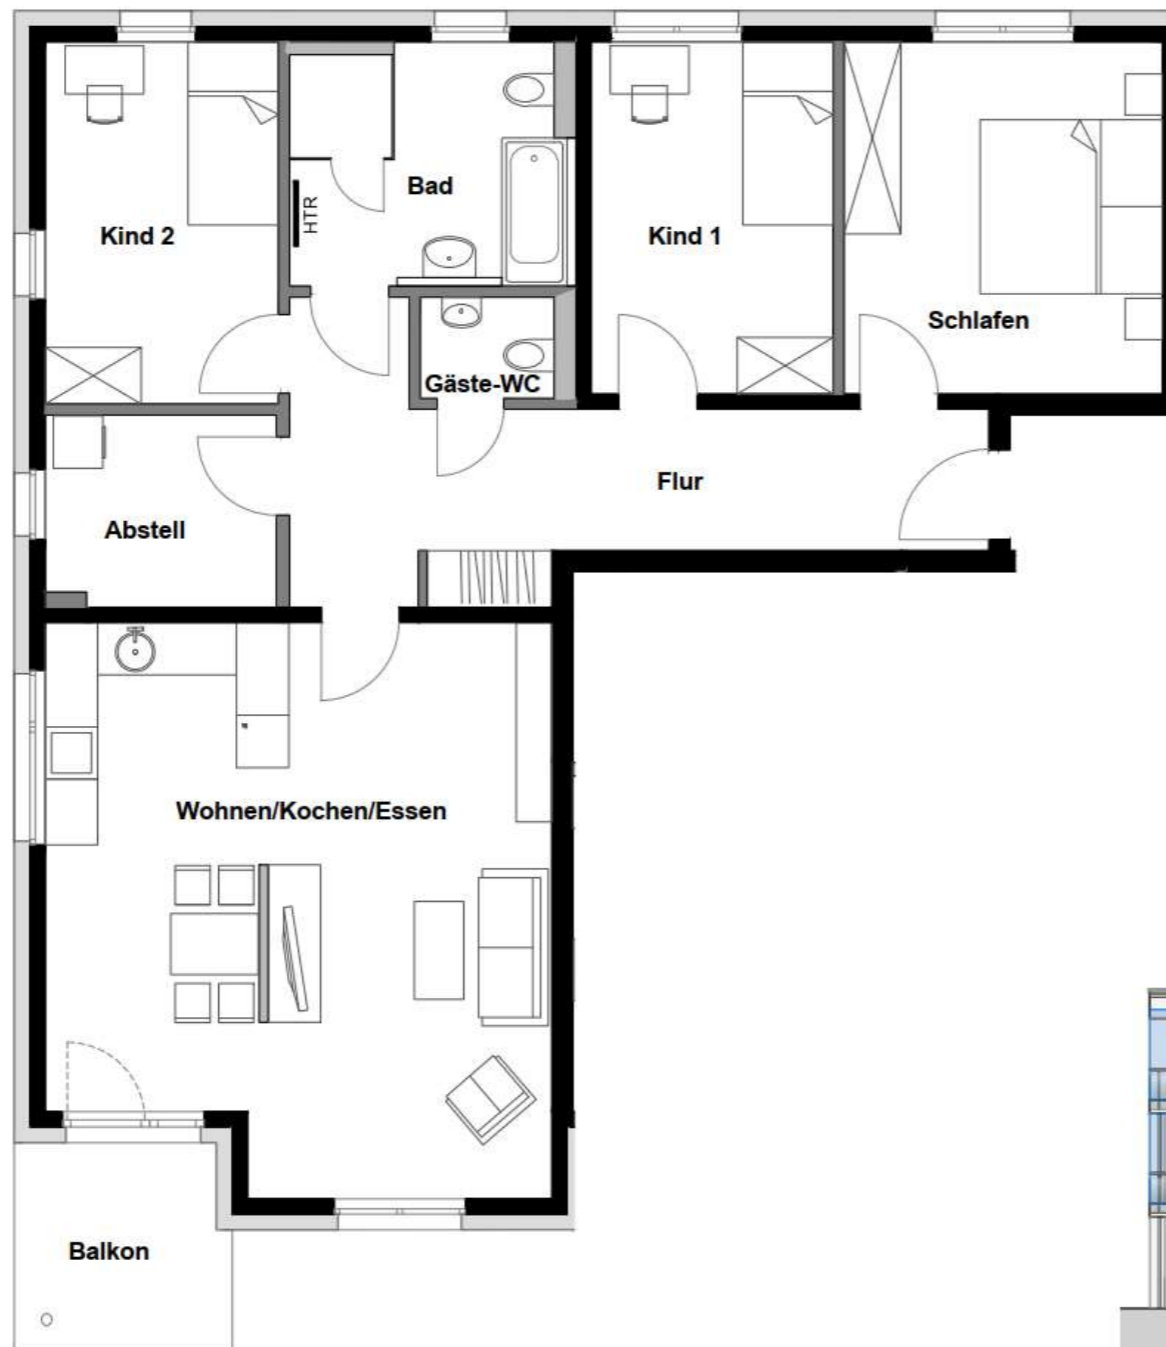 Bad
HTR
Kind 2
Kind 1
Schlafen
Gäste-WC
Flur
Abstell
Wohnen/Kochen/Essen
Balkon